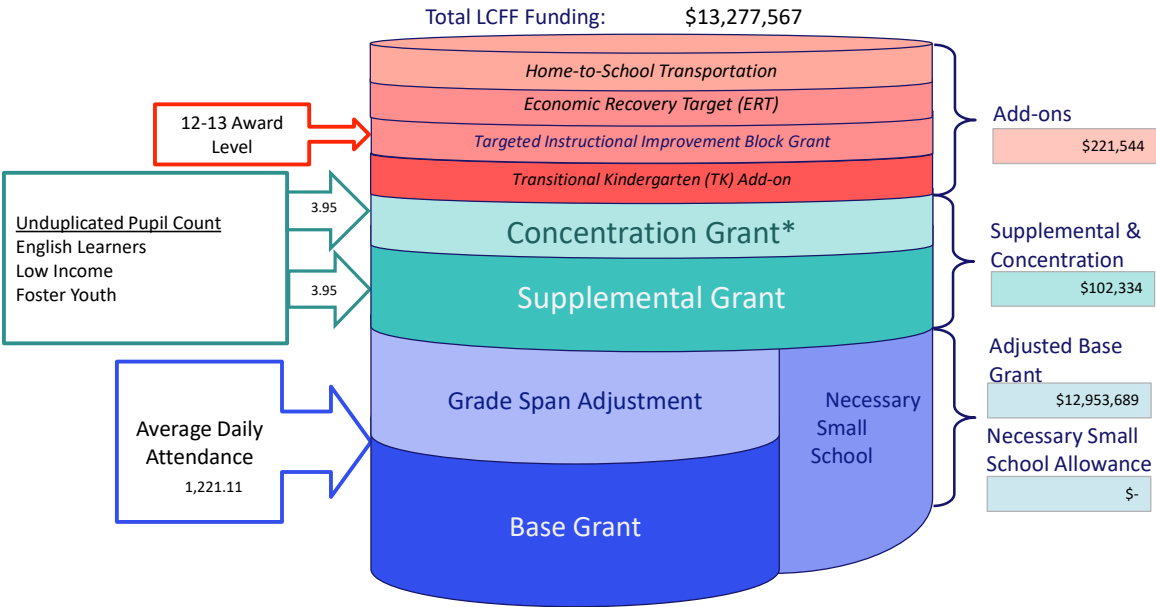 Total LCFF Funding: $13,277,567
Home-to-School Transportation
Economic Recovery Target (ERT)
12-13 Award
Level
Targeted Instructional Improvement Block Grant
Transitional Kindergarten (TK) Add-on
Add-ons
$221,544
Unduplicated Pupil Count
English Learners
Low Income
Foster Youth
3.95
3.95
Concentration Grant*
Supplemental Grant
Supplemental &
Concentration
$102,334
Average Daily
Attendance
1,221.11
Grade Span Adjustment
Base Grant
Necessary
Small
School
Adjusted Base
Grant
$12,953,689
Necessary Small
School Allowance
$-